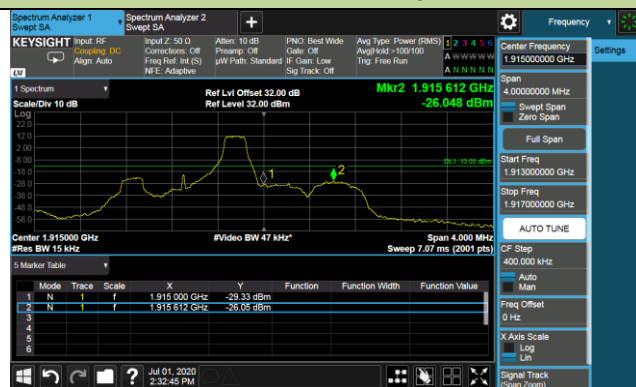 Spectrum Analyzer 1
Swept SA
Spectrum Analyzer 2
Swept SA
+
Frequency
KEYSIGHT
Input: RF
Coupling: DC
Align: Auto
Input Z: 50 Ω
Corrections: Off
Freq Ref: Int (S)
NFE: Adaptive
Atten: 10 dB
Preamp: Off
µW Path: Standard
PNO: Best Wide
Gate: Off
IF Gain: Low
Sig Track: Off
Avg Type: Power (RMS)
Avg|Hold:>100/100
Trig: Free Run
1 2 3 4 5 6
A W W W W W
A N N N N N
LXI
1 Spectrum
Scale/Div 10 dB
Ref Lvl Offset 32.00 dB
Ref Level 32.00 dBm
Mkr2 1.915 612 GHz
-26.048 dBm
Log
22.0
12.0
2.00
-8.00
-18.0
-28.0
-38.0
-48.0
-58.0
DL1 -13.00 dBm
1
2
Center 1.915000 GHz
#Res BW 15 kHz
#Video BW 47 kHz*
Span 4.000 MHz
Sweep 7.07 ms (2001 pts)
5 Marker Table
Mode Trace Scale X Y Function Function Width Function Value
1 N 1 f 1.915 000 GHz -29.33 dBm
2 N 1 f 1.915 612 GHz -26.05 dBm
3
4
5
6
Jul 01, 2020
2:32:45 PM
?
Center Frequency
1.915000000 GHz
Settings
Span
4.00000000 MHz
Swept Span
Zero Span
Full Span
Start Freq
1.913000000 GHz
Stop Freq
1.917000000 GHz
AUTO TUNE
CF Step
400.000 kHz
Auto
Man
Freq Offset
0 Hz
X Axis Scale
Log
Lin
Signal Track
(Span Zoom)